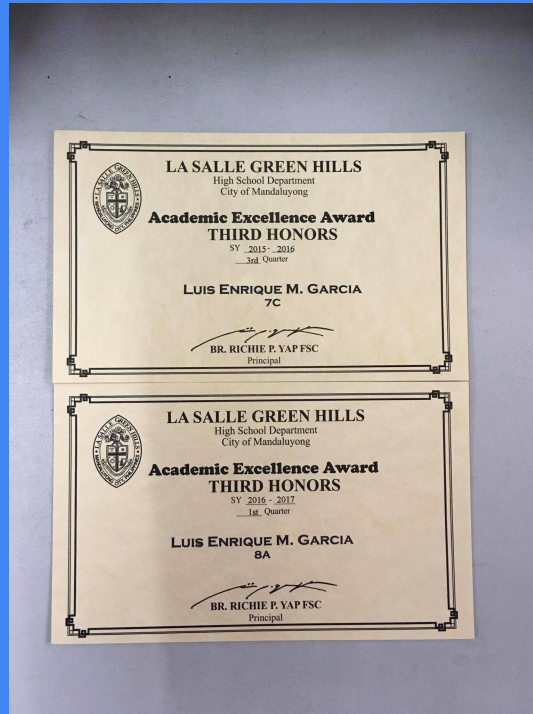 LA SALLE GREEN HILLS
High School Department
City of Mandaluyong
Academic Excellence Award
THIRD HONORS
SY 2015- 2016
3rd Quarter
LUIS ENRIQUE M. GARCIA
7C
BR. RICHIE P. YAP FSC
Principal
LA SALLE GREEN HILLS
High School Department
City of Mandaluyong
Academic Excellence Award
THIRD HONORS
SY 2016 - 2017
1st Quarter
LUIS ENRIQUE M. GARCIA
8A
BR. RICHIE P. YAP FSC
Principal